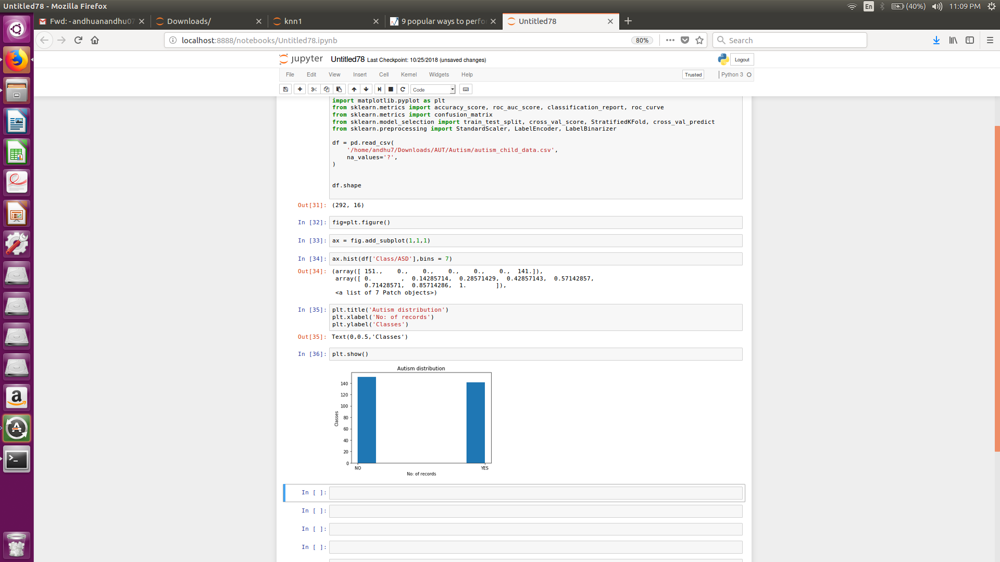 Untitled78 - Mozilla Firefox
En (40%) 11:09 PM
Fwd: - andhuanandhu07
Downloads/
knn1
9 popular ways to perfo
Untitled78
localhost:8888/notebooks/Untitled78.ipynb
80%
Search
jupyter Untitled78 Last Checkpoint: 10/25/2018 (unsaved changes)
Logout
File Edit View Insert Cell Kernel Widgets Help
Trusted
Python 3
Code
import matplotlib.pyplot as plt
from sklearn.metrics import accuracy_score, roc_auc_score, classification_report, roc_curve
from sklearn.metrics import confusion_matrix
from sklearn.model_selection import train_test_split, cross_val_score, StratifiedKFold, cross_val_predict
from sklearn.preprocessing import StandardScaler, LabelEncoder, LabelBinarizer
df = pd.read_csv(
'/home/andhu7/Downloads/AUT/Autism/autism_child_data.csv',
na_values='?',
)
df.shape
Out[31]: (292, 16)
In [32]: fig=plt.figure()
In [33]: ax = fig.add_subplot(1,1,1)
In [34]: ax.hist(df['Class/ASD'],bins = 7)
Out[34]: (array([ 151., 0., 0., 0., 0., 0., 141.]),
array([ 0. , 0.14285714, 0.28571429, 0.42857143, 0.57142857,
0.71428571, 0.85714286, 1. ]),
<a list of 7 Patch objects>)
In [35]: plt.title('Autism distribution')
plt.xlabel('No: of records')
plt.ylabel('Classes')
Out[35]: Text(0,0.5,'Classes')
In [36]: plt.show()
Autism distribution
140
120
100
80
60
40
20
0
Classes
NO YES
No: of records
In [ ]:
In [ ]:
In [ ]:
In [ ]: